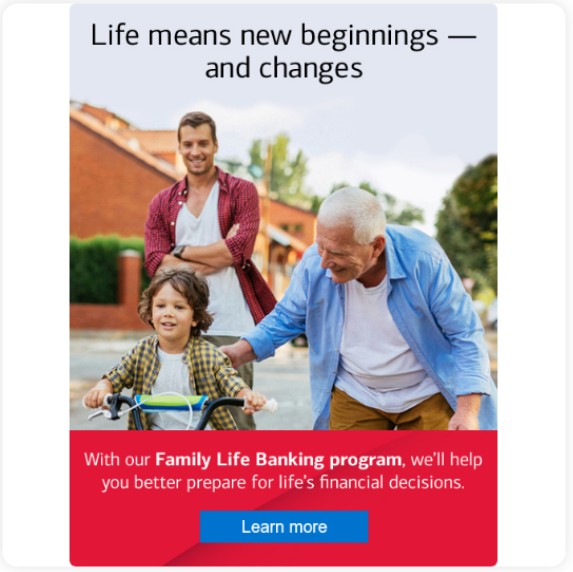 Life means new beginnings —
and changes
With our Family Life Banking program, we'll help
you better prepare for life's financial decisions.
Learn more